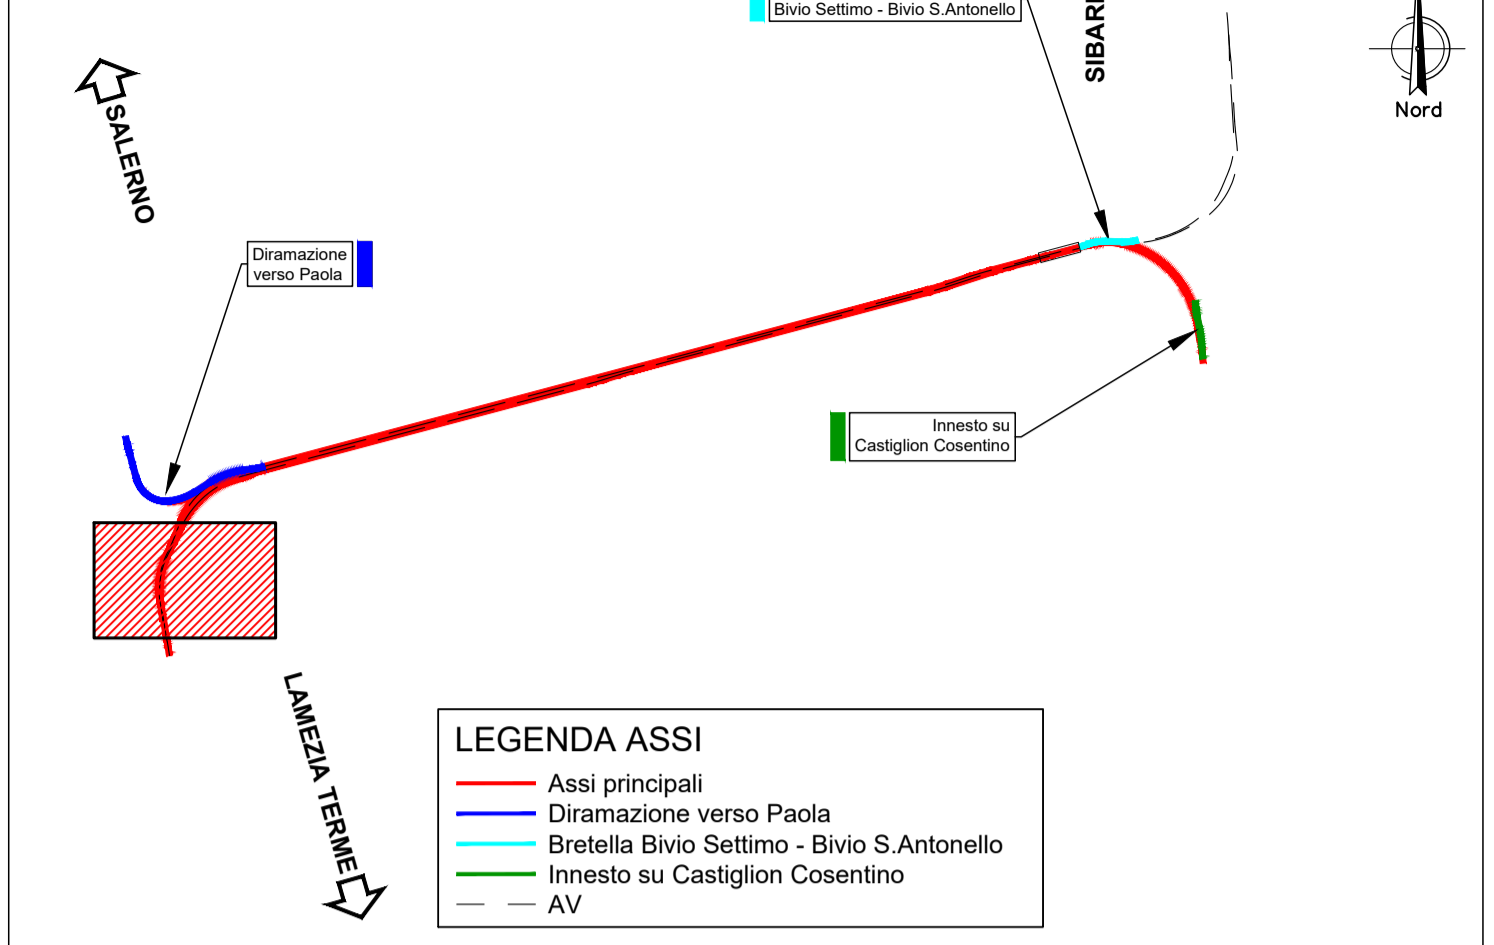 Bivio Settimo - Bivio S.Antonello
SALERNO
Nord
Diramazione
verso Paola
Innesto su
Castiglion Cosentino
LAMEZIA TERME
LEGENDA ASSI
Assi principali
Diramazione verso Paola
Bretella Bivio Settimo - Bivio S.Antonello
Innesto su Castiglion Cosentino
AV